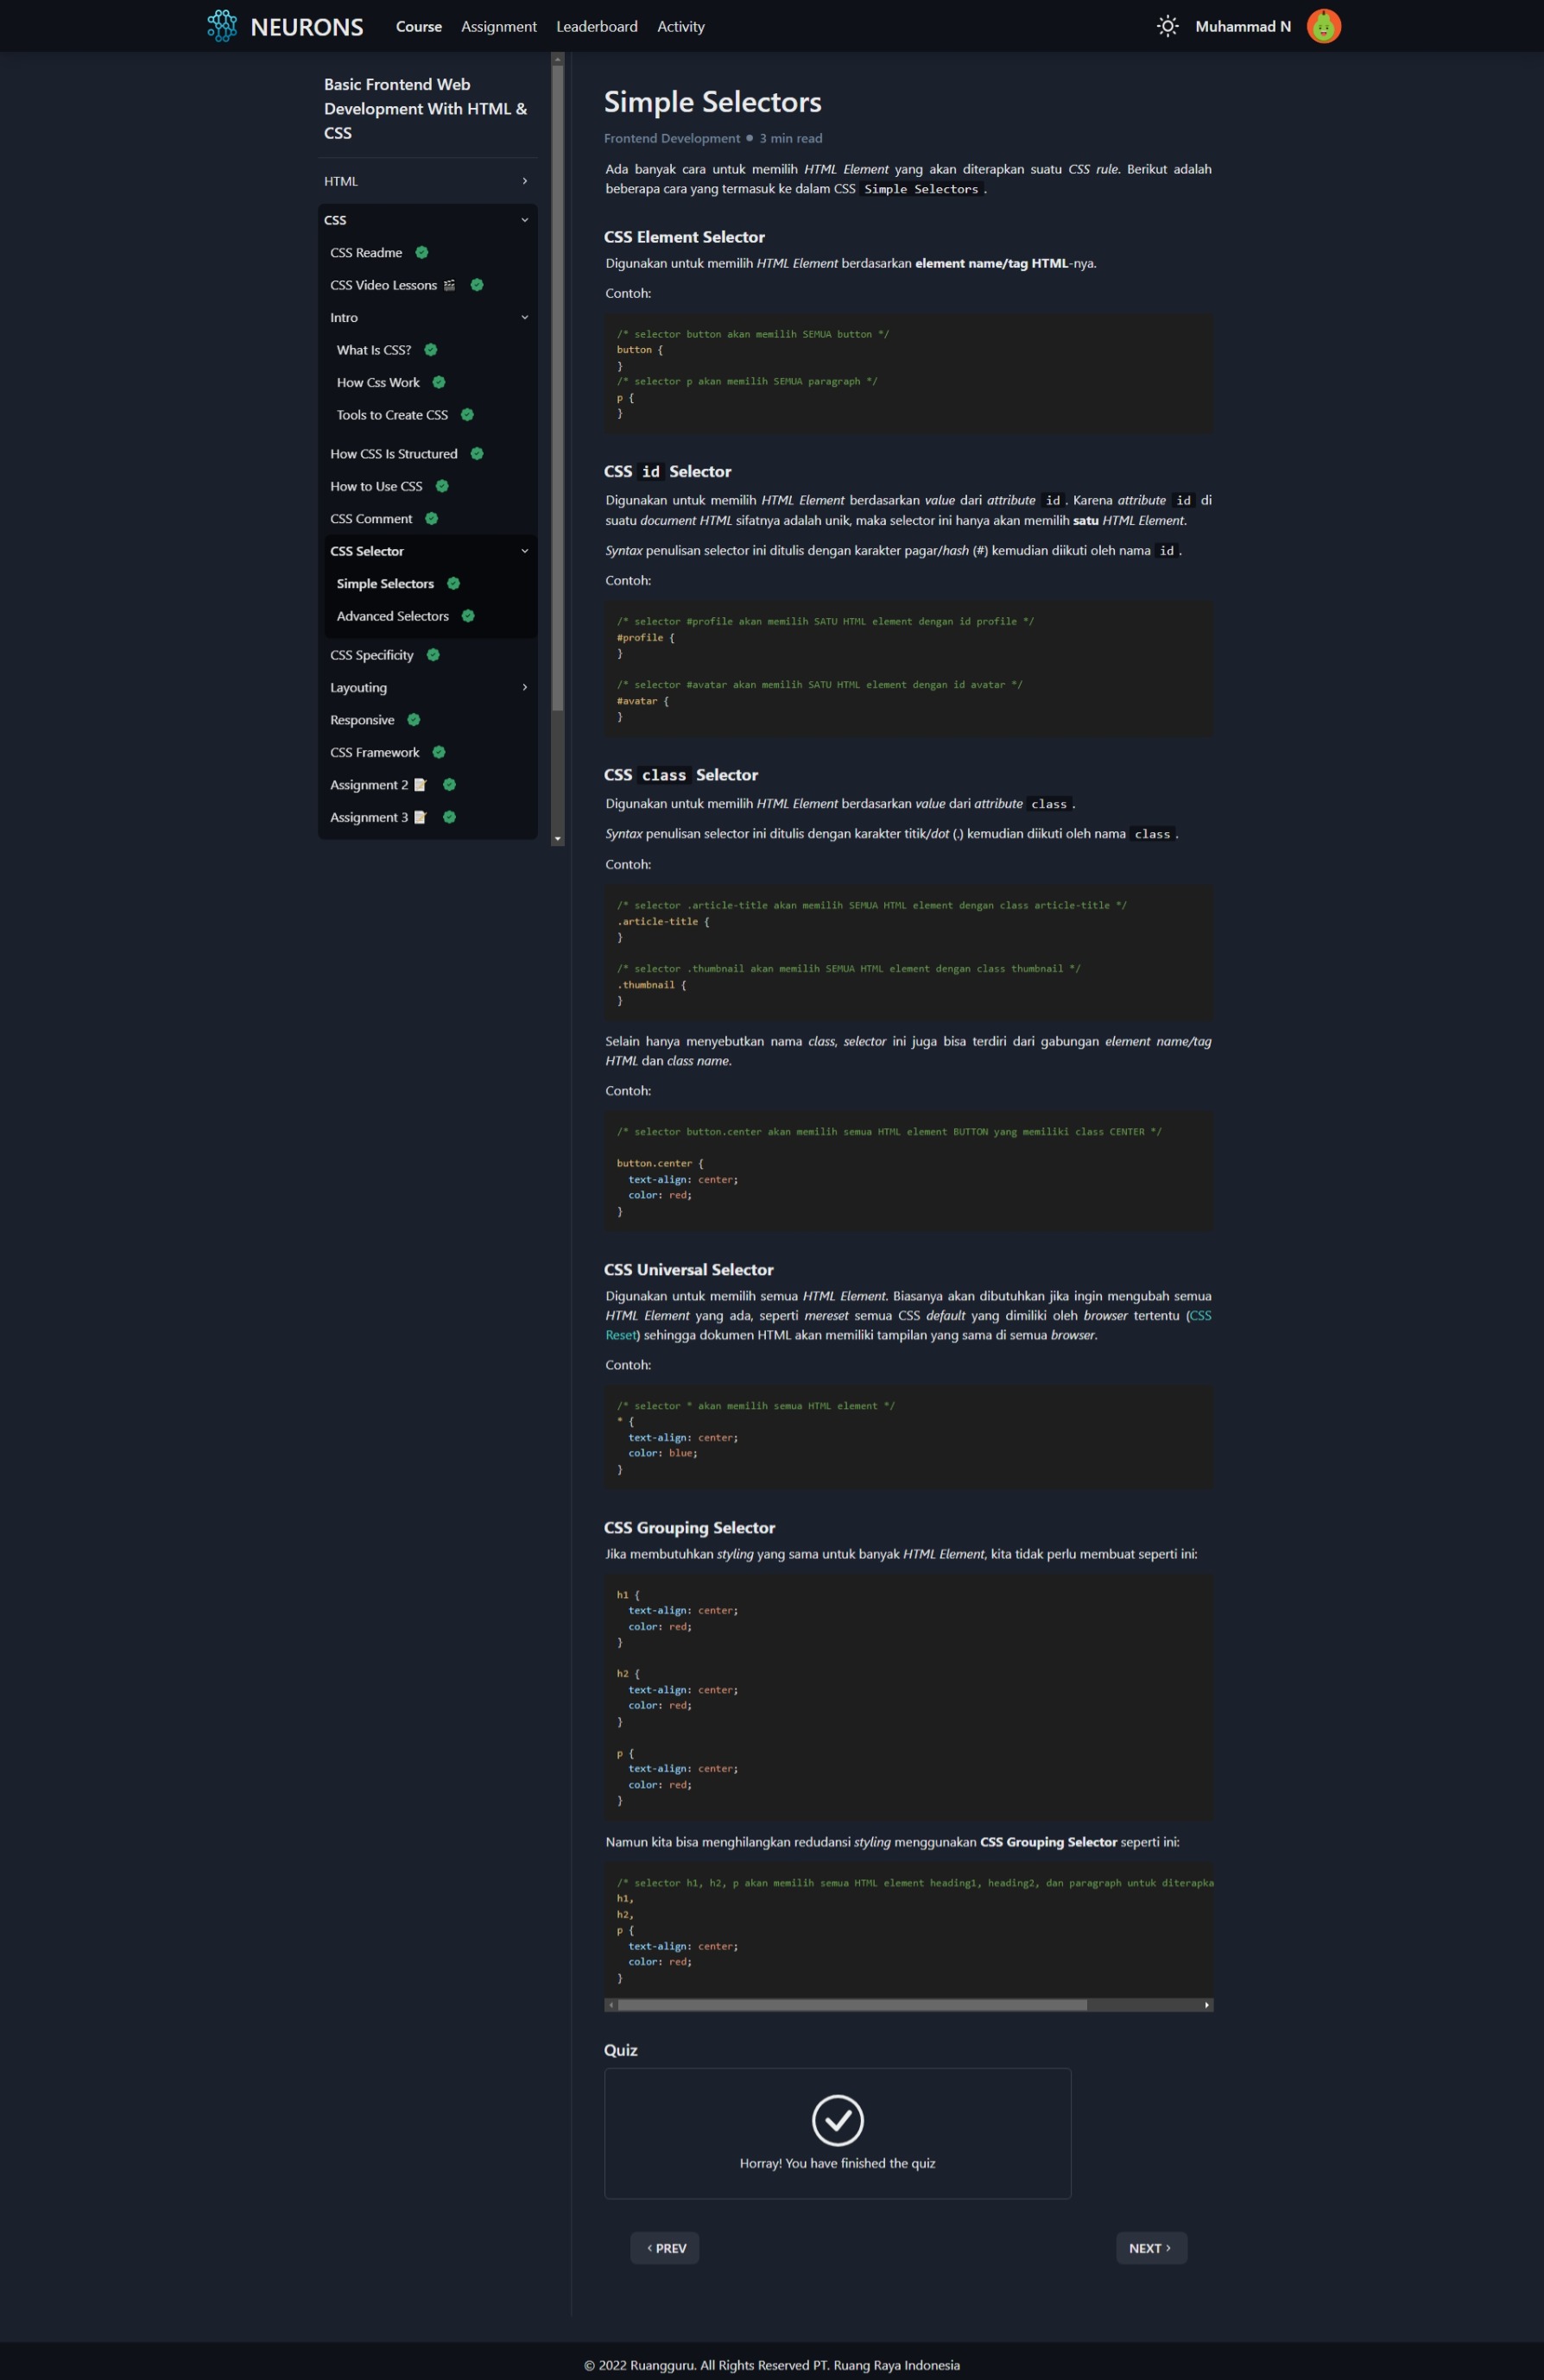 NEURONS
Course
Assignment
Leaderboard
Activity
Muhammad N
Basic Frontend Web
Development With HTML &
CSS
HTML
CSS
CSS Readme
CSS Video Lessons 🎬
Intro
What Is CSS?
How Css Work
Tools to Create CSS
How CSS Is Structured
How to Use CSS
CSS Comment
CSS Selector
Simple Selectors
Advanced Selectors
CSS Specificity
Layouting
Responsive
CSS Framework
Assignment 2 📝
Assignment 3 📝
Simple Selectors
Frontend Development ● 3 min read
Ada banyak cara untuk memilih HTML Element yang akan diterapkan suatu CSS rule. Berikut adalah
beberapa cara yang termasuk ke dalam CSS Simple Selectors .
CSS Element Selector
Digunakan untuk memilih HTML Element berdasarkan element name/tag HTML-nya.
Contoh:
/* selector button akan memilih SEMUA button */
button {
}
/* selector p akan memilih SEMUA paragraph */
p {
}
CSS id Selector
Digunakan untuk memilih HTML Element berdasarkan value dari attribute id . Karena attribute id di
suatu document HTML sifatnya adalah unik, maka selector ini hanya akan memilih satu HTML Element.
Syntax penulisan selector ini ditulis dengan karakter pagar/hash (#) kemudian diikuti oleh nama id .
Contoh:
/* selector #profile akan memilih SATU HTML element dengan id profile */
#profile {
}
/* selector #avatar akan memilih SATU HTML element dengan id avatar */
#avatar {
}
CSS class Selector
Digunakan untuk memilih HTML Element berdasarkan value dari attribute class .
Syntax penulisan selector ini ditulis dengan karakter titik/dot (.) kemudian diikuti oleh nama class .
Contoh:
/* selector .article-title akan memilih SEMUA HTML element dengan class article-title */
.article-title {
}
/* selector .thumbnail akan memilih SEMUA HTML element dengan class thumbnail */
.thumbnail {
}
Selain hanya menyebutkan nama class, selector ini juga bisa terdiri dari gabungan element name/tag
HTML dan class name.
Contoh:
/* selector button.center akan memilih semua HTML element BUTTON yang memiliki class CENTER */
button.center {
text-align: center;
color: red;
}
CSS Universal Selector
Digunakan untuk memilih semua HTML Element. Biasanya akan dibutuhkan jika ingin mengubah semua
HTML Element yang ada, seperti mereset semua CSS default yang dimiliki oleh browser tertentu (CSS
Reset) sehingga dokumen HTML akan memiliki tampilan yang sama di semua browser.
Contoh:
/* selector * akan memilih semua HTML element */
* {
text-align: center;
color: blue;
}
CSS Grouping Selector
Jika membutuhkan styling yang sama untuk banyak HTML Element, kita tidak perlu membuat seperti ini:
h1 {
text-align: center;
color: red;
}
h2 {
text-align: center;
color: red;
}
p {
text-align: center;
color: red;
}
Namun kita bisa menghilangkan redudansi styling menggunakan CSS Grouping Selector seperti ini:
/* selector h1, h2, p akan memilih semua HTML element heading1, heading2, dan paragraph untuk diterapka
h1,
h2,
p {
text-align: center;
color: red;
}
Quiz
Horray! You have finished the quiz
‹ PREV
NEXT ›
© 2022 Ruangguru. All Rights Reserved PT. Ruang Raya Indonesia